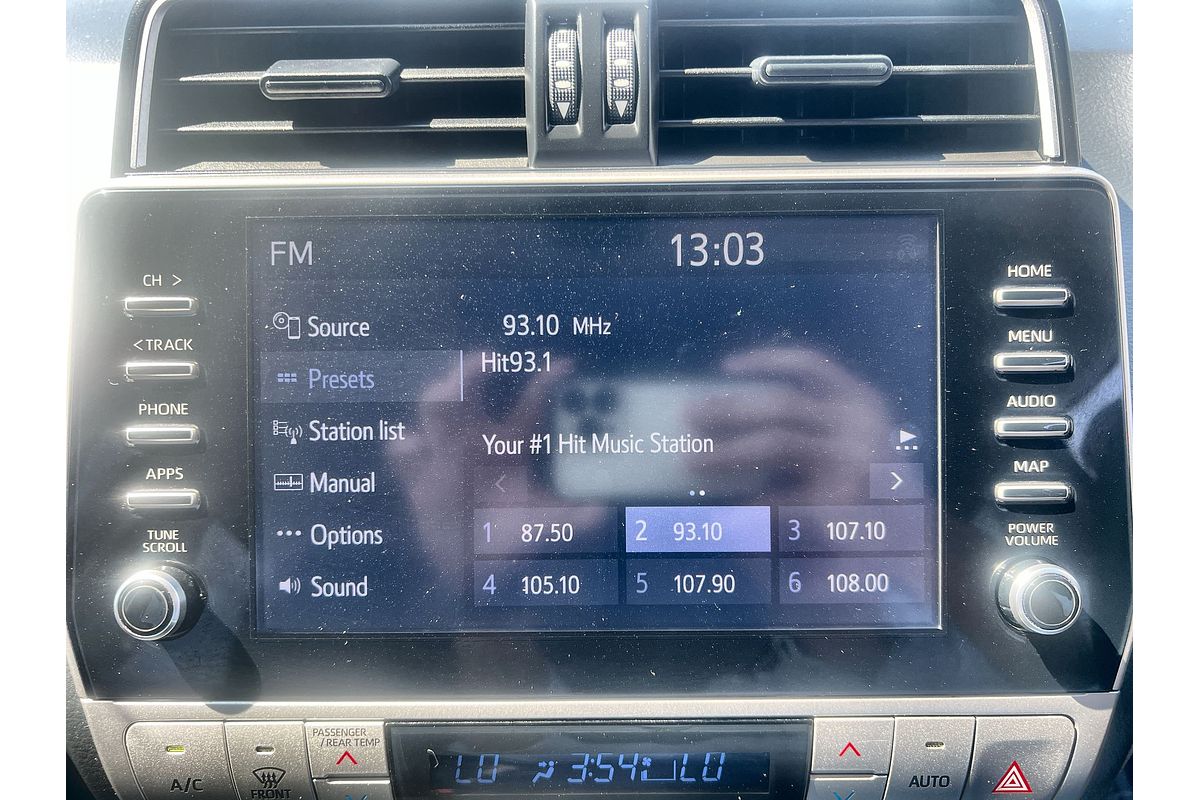 FM 13:03
CH >
<TRACK
PHONE
APPS
TUNE
SCROLL
Source
Presets
Station list
Manual
Options
Sound
93.10 MHz
Hit93.1
Your #1 Hit Music Station
1 87.50 2 93.10 3 107.10
4 105.10 5 107.90 6 108.00
HOME
MENU
AUDIO
MAP
POWER
VOLUME
A/C
FRONT
PASSENGER
/REAR TEMP
LO 3:54 LO
AUTO